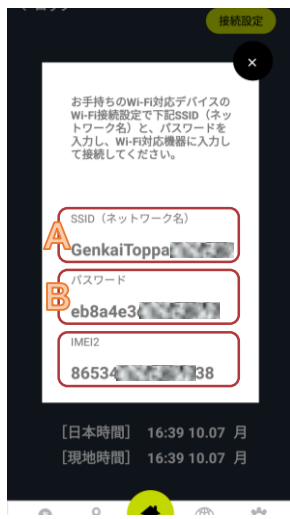 接続設定
×
お手持ちのWi-Fi対応デバイスの
Wi-Fi接続設定で下記SSID（ネッ
トワーク名）と、パスワードを
入力し、Wi-Fi対応機器に入力し
て接続してください。
SSID（ネットワーク名）
A
GenkaiToppa
パスワード
B
eb8a4e3
IMEI2
86534 38
［日本時間］ 16:39 10.07 月
［現地時間］ 16:39 10.07 月